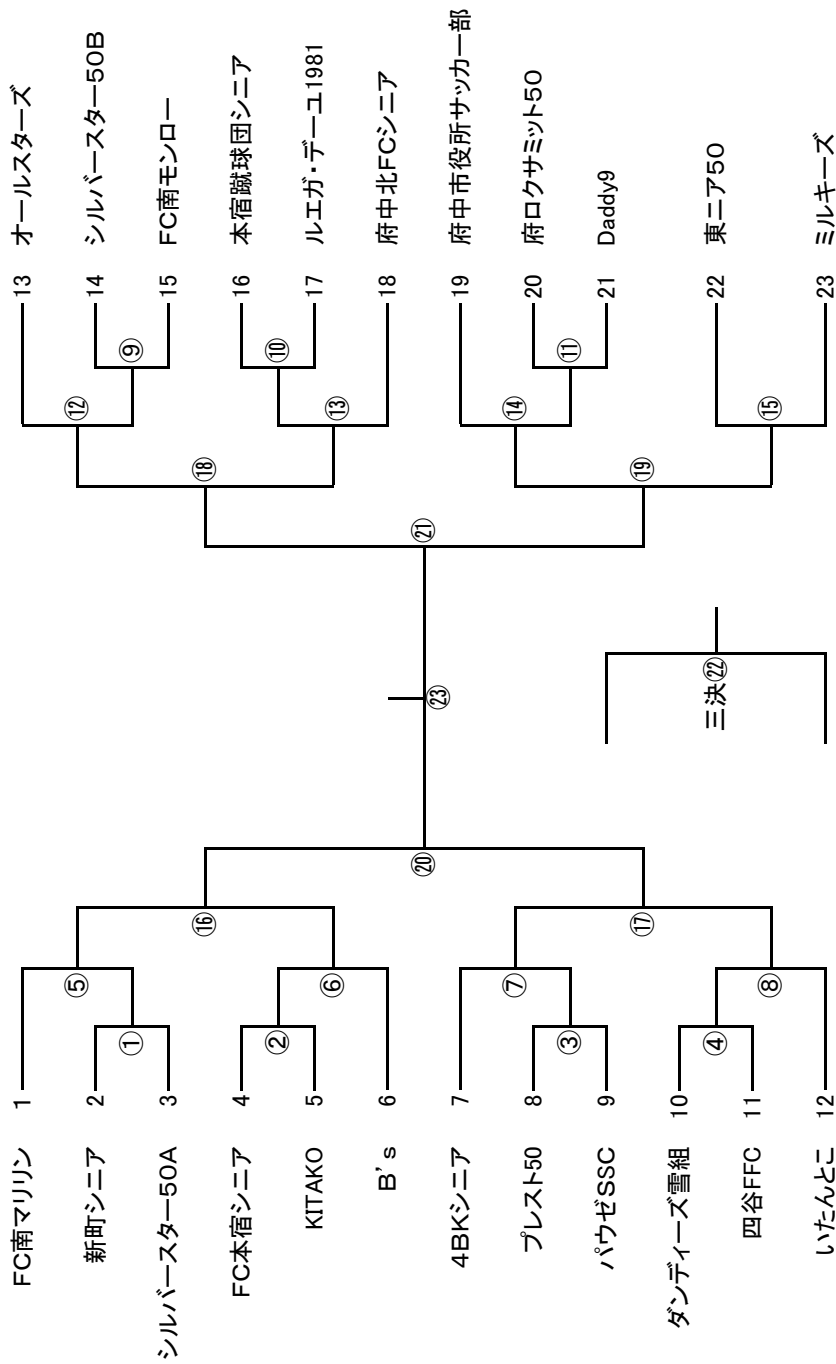 FC南マリリン 1
新町シニア 2
シルバースター50A 3
FC本宿シニア 4
KITAKO 5
B's 6
4BKシニア 7
プレスト50 8
パウゼSSC 9
ダンディーズ雪組 10
四谷FFC 11
いたんとこ 12
①
②
③
④
⑤
⑥
⑦
⑧
⑯
⑰
⑳
㉓
三決㉒
㉑
⑱
⑲
⑫
⑬
⑭
⑮
⑨
⑩
⑪
13 オールスターズ
14 シルバースター50B
15 FC南モンロー
16 本宿蹴球団シニア
17 ルエガ・デーユ1981
18 府中北FCシニア
19 府中市役所サッカー部
20 府ロクサミット50
21 Daddy9
22 東ニア50
23 ミルキーズ